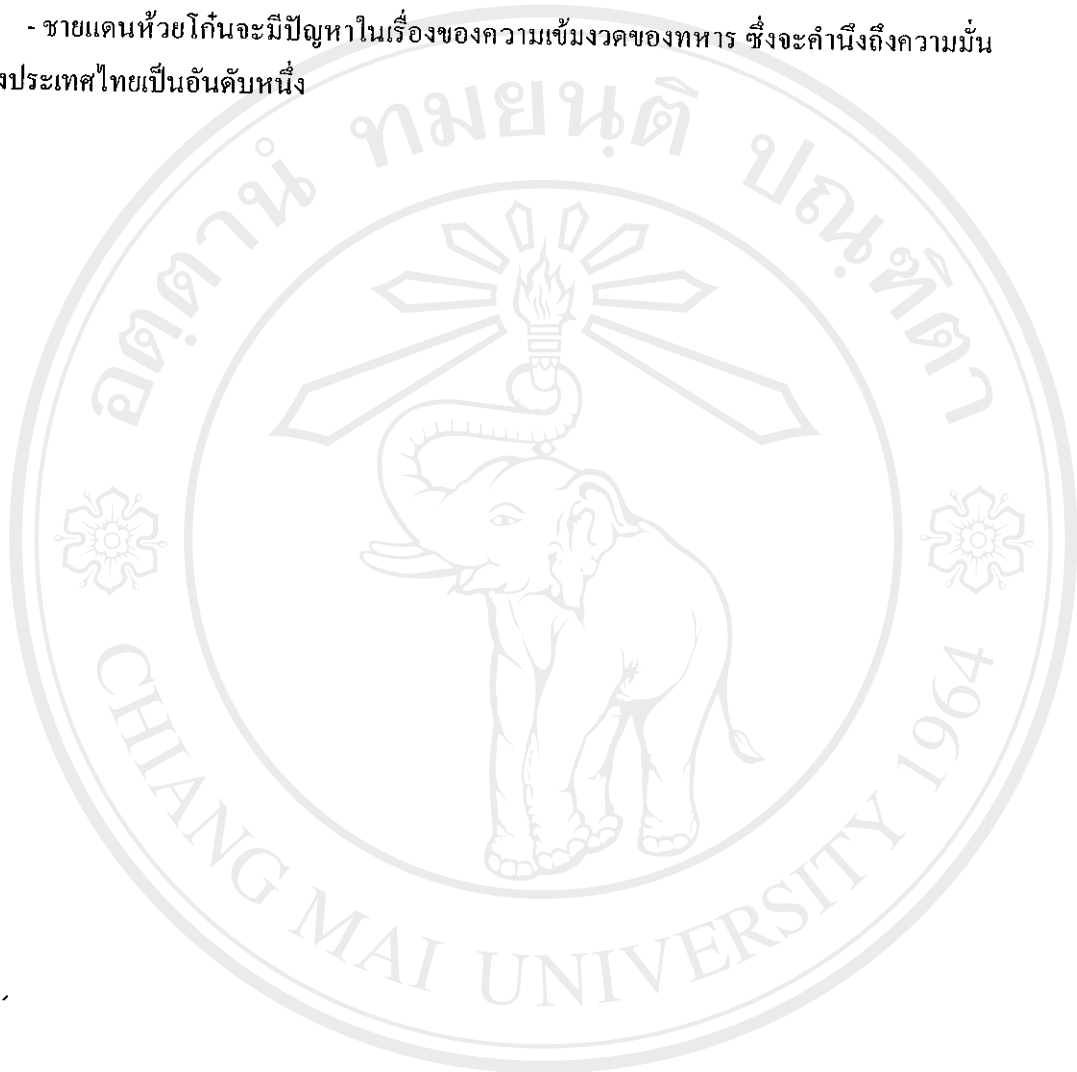 - ชายแดนห้วยโก๋นจะมีปัญหาในเรื่องของความเข้มงวดของทหาร ซึ่งจะคำนึงถึงความมั่น
งประเทศไทยเป็นอันดับหนึ่ง
อตฺตานํ ทมยนฺติ ปณฺฑิตา
CHIANG MAI UNIVERSITY 1964